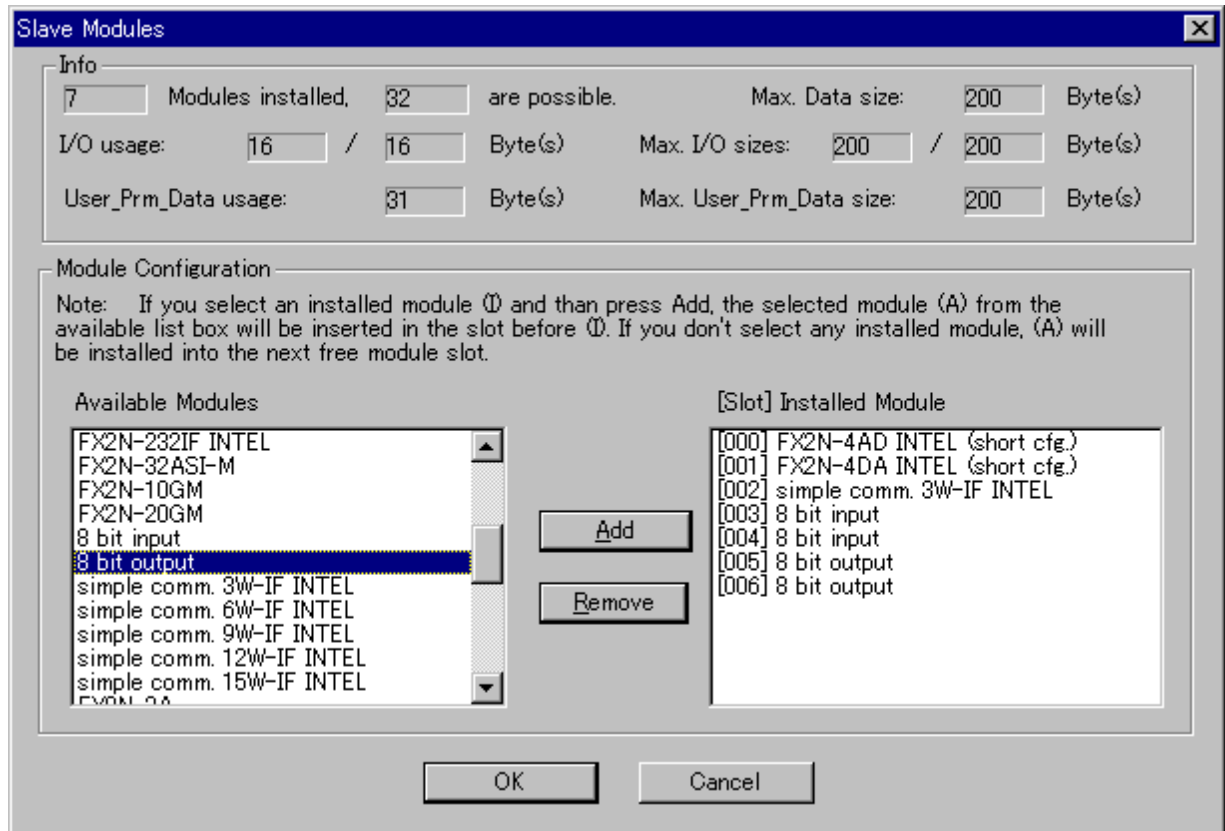 Slave Modules
Info
7 Modules installed, 32 are possible. Max. Data size: 200 Byte(s)
I/O usage: 16 / 16 Byte(s) Max. I/O sizes: 200 / 200 Byte(s)
User_Prm_Data usage: 31 Byte(s) Max. User_Prm_Data size: 200 Byte(s)
Module Configuration
Note: If you select an installed module (I) and than press Add, the selected module (A) from the
available list box will be inserted in the slot before (I). If you don't select any installed module, (A) will
be installed into the next free module slot.
Available Modules
FX2N-232IF INTEL
FX2N-32ASI-M
FX2N-10GM
FX2N-20GM
8 bit input
8 bit output
simple comm. 3W-IF INTEL
simple comm. 6W-IF INTEL
simple comm. 9W-IF INTEL
simple comm. 12W-IF INTEL
simple comm. 15W-IF INTEL
Add
Remove
[Slot] Installed Module
[000] FX2N-4AD INTEL (short cfg.)
[001] FX2N-4DA INTEL (short cfg.)
[002] simple comm. 3W-IF INTEL
[003] 8 bit input
[004] 8 bit input
[005] 8 bit output
[006] 8 bit output
OK
Cancel